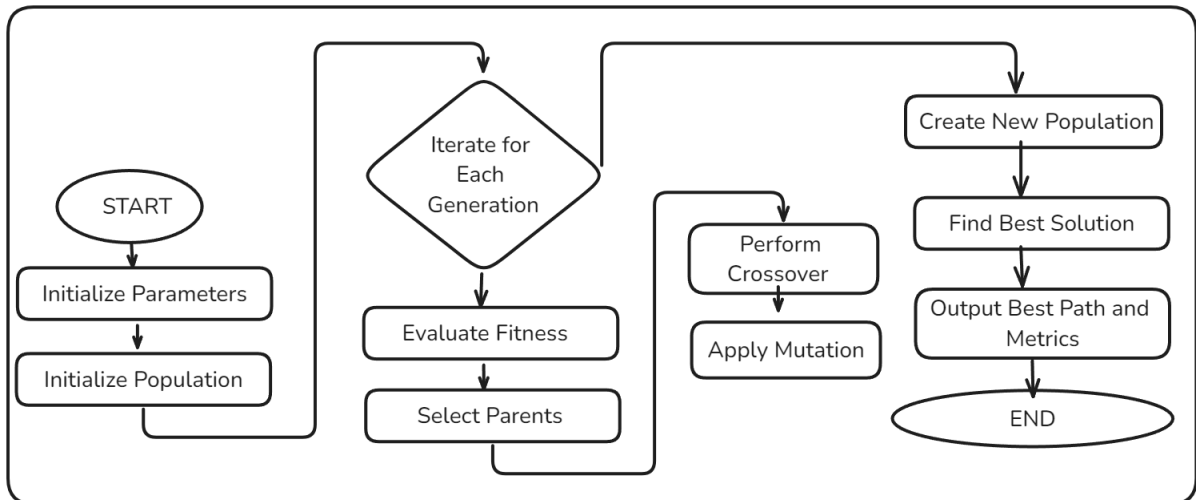 START
Initialize Parameters
Initialize Population
Iterate for
Each
Generation
Evaluate Fitness
Select Parents
Perform
Crossover
Apply Mutation
Create New Population
Find Best Solution
Output Best Path and
Metrics
END